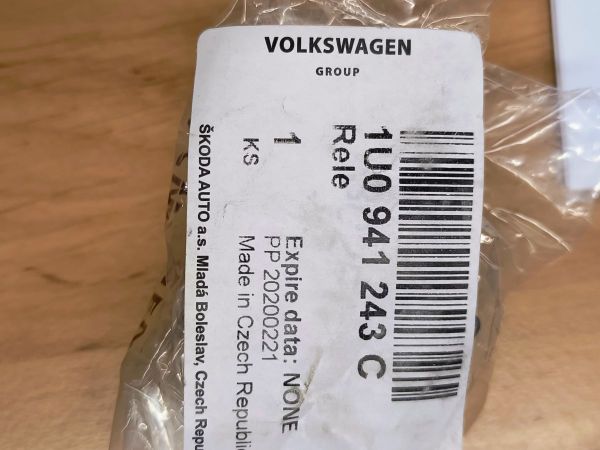 VOLKSWAGEN
GROUP
1U0 941 243 C
Rele
1
KS
Expire data: NONE
PP 20200221
Made in Czech Republic
ŠKODA AUTO a.s. Mladá Boleslav, Czech Repu